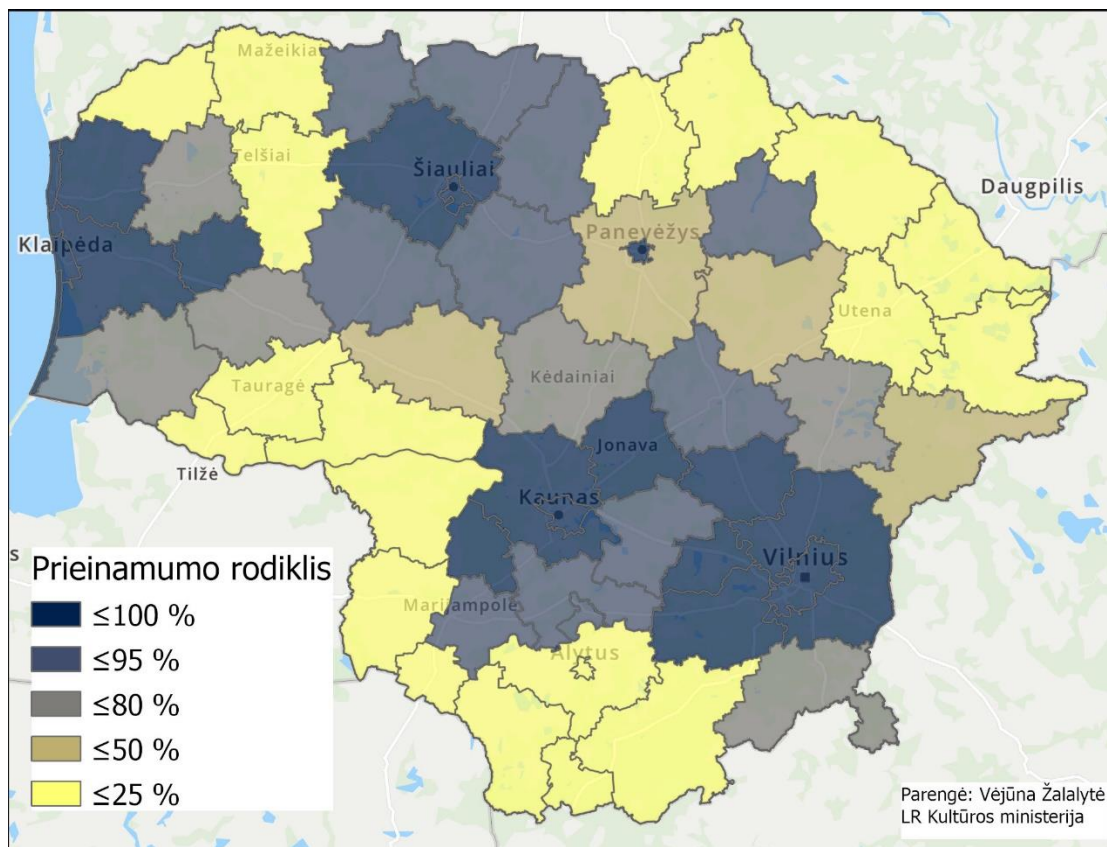 Mažeikiai
Telšiai
Šiauliai
Daugpilis
Klaipėda
Panevėžys
Utena
Tauragė
Kėdainiai
Tilžė
Jonava
Kaunas
Vilnius
Marijampolė
Alytus
s
Prieinamumo rodiklis
≤100 %
≤95 %
≤80 %
≤50 %
≤25 %
Parengė: Vėjūna Žalalytė
LR Kultūros ministerija